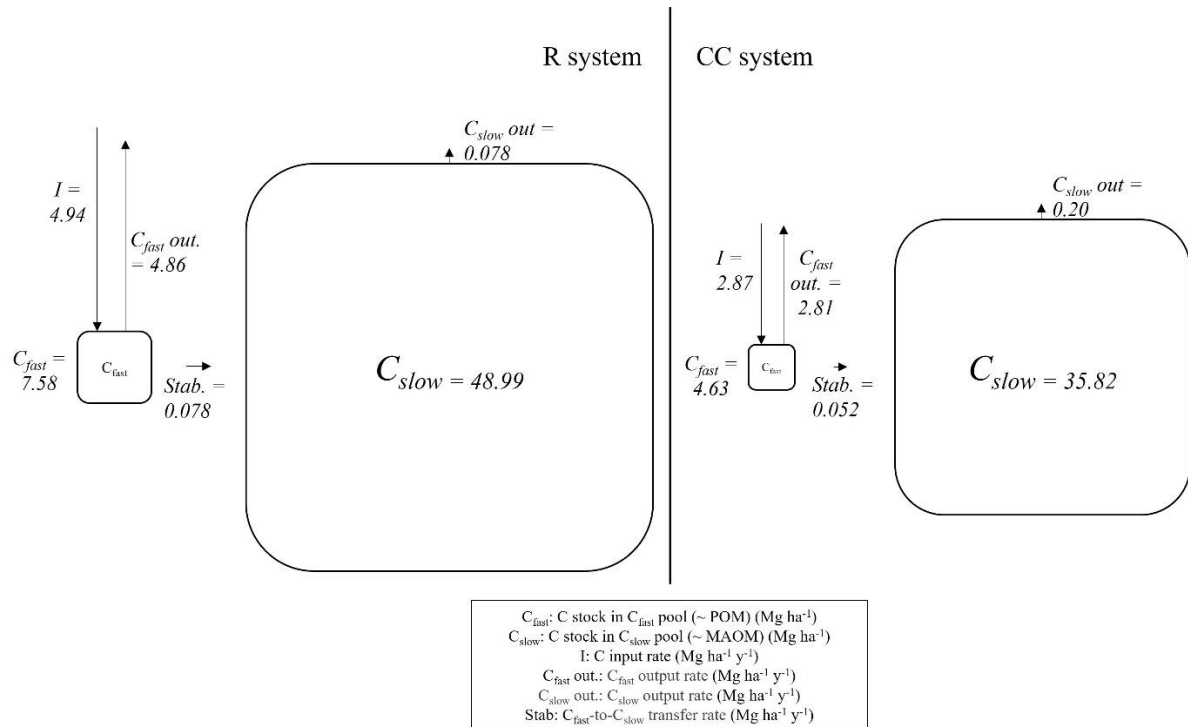 R system
C_slow out =
0.078
I =
4.94
C_fast out.
= 4.86
C_fast =
7.58
C_fast
Stab. =
0.078
C_slow = 48.99
CC system
C_slow out =
0.20
I =
2.87
C_fast
out. =
2.81
C_fast =
4.63
C_fast
Stab. =
0.052
C_slow = 35.82
C_fast: C stock in C_fast pool (~ POM) (Mg ha⁻¹)
C_slow: C stock in C_slow pool (~ MAOM) (Mg ha⁻¹)
I: C input rate (Mg ha⁻¹ y⁻¹)
C_fast out.: C_fast output rate (Mg ha⁻¹ y⁻¹)
C_slow out.: C_slow output rate (Mg ha⁻¹ y⁻¹)
Stab: C_fast-to-C_slow transfer rate (Mg ha⁻¹ y⁻¹)